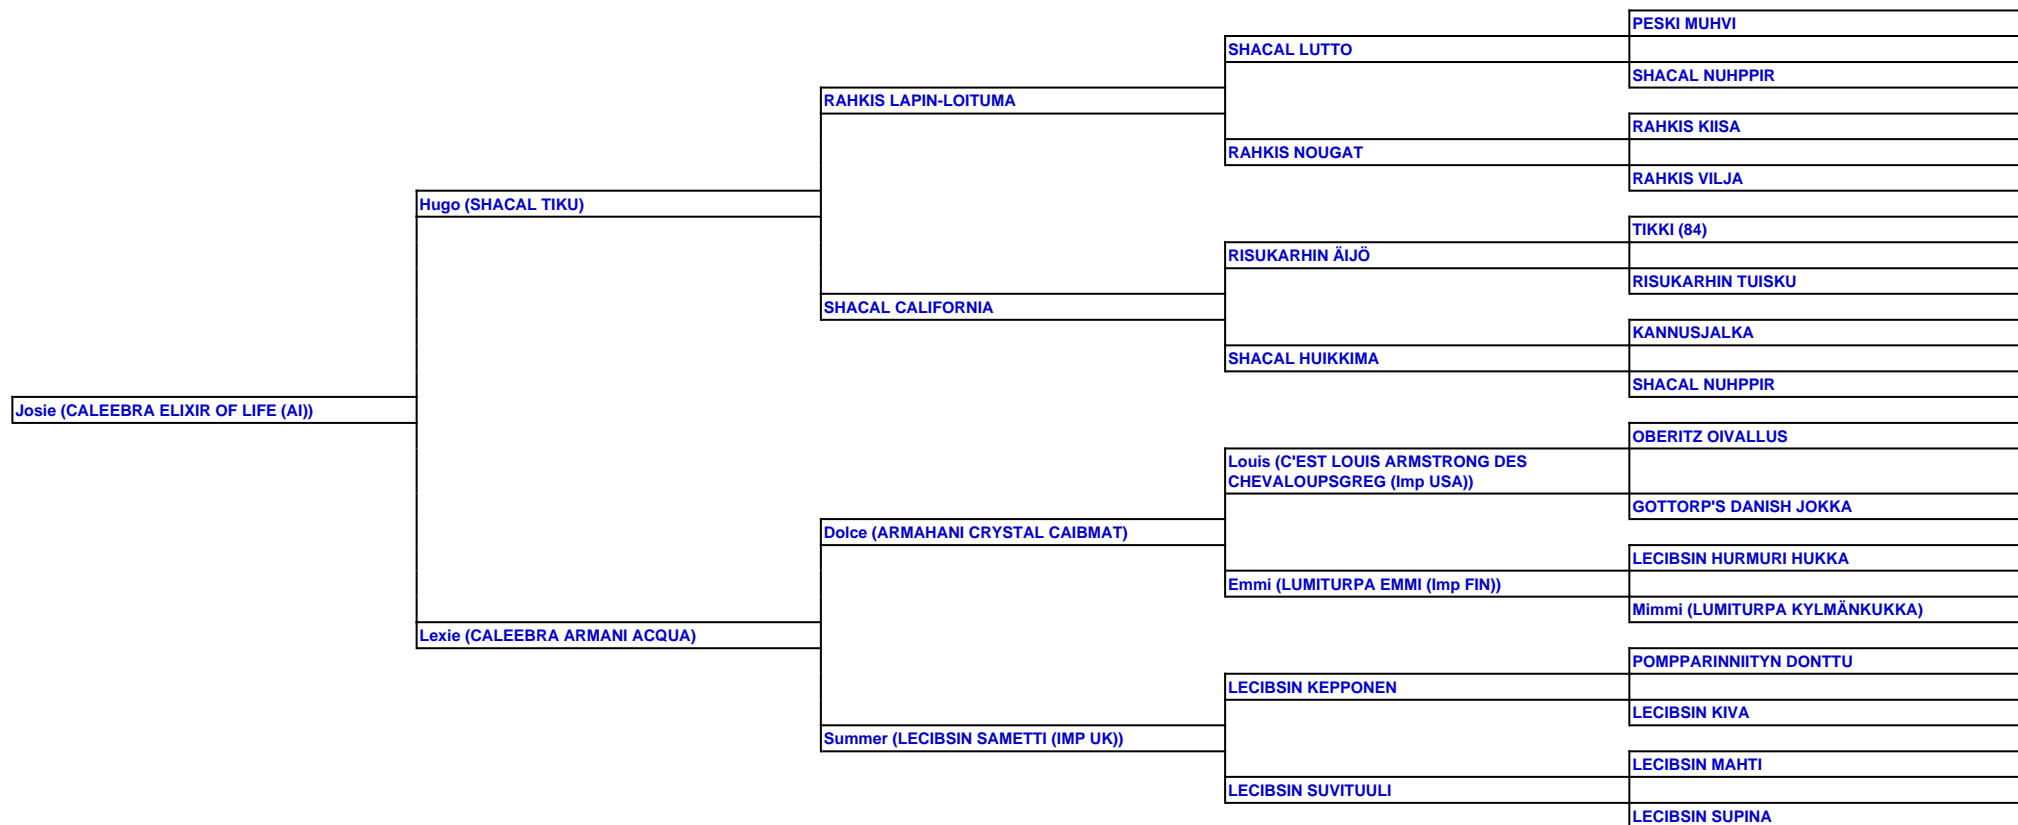 PESKI MUHVI
SHACAL LUTTO
SHACAL NUHPPIR
RAHKIS LAPIN-LOITUMA
RAHKIS KIISA
RAHKIS NOUGAT
RAHKIS VILJA
Hugo (SHACAL TIKU)
TIKKI (84)
RISUKARHIN ÄIJÖ
RISUKARHIN TUISKU
SHACAL CALIFORNIA
KANNUSJALKA
SHACAL HUIKKIMA
SHACAL NUHPPIR
Josie (CALEEBRA ELIXIR OF LIFE (AI))
OBERITZ OIVALLUS
Louis (C'EST LOUIS ARMSTRONG DES
CHEVALOUPSGREG (Imp USA))
GOTTORP'S DANISH JOKKA
Dolce (ARMAHANI CRYSTAL CAIBMAT)
LECIBSIN HURMURI HUKKA
Emmi (LUMITURPA EMMI (Imp FIN))
Mimmi (LUMITURPA KYLMÄNKUKKA)
Lexie (CALEEBRA ARMANI ACQUA)
POMPPARINNIITYN DONTTU
LECIBSIN KEPPONEN
LECIBSIN KIVA
Summer (LECIBSIN SAMETTI (IMP UK))
LECIBSIN MAHTI
LECIBSIN SUVITUULI
LECIBSIN SUPINA